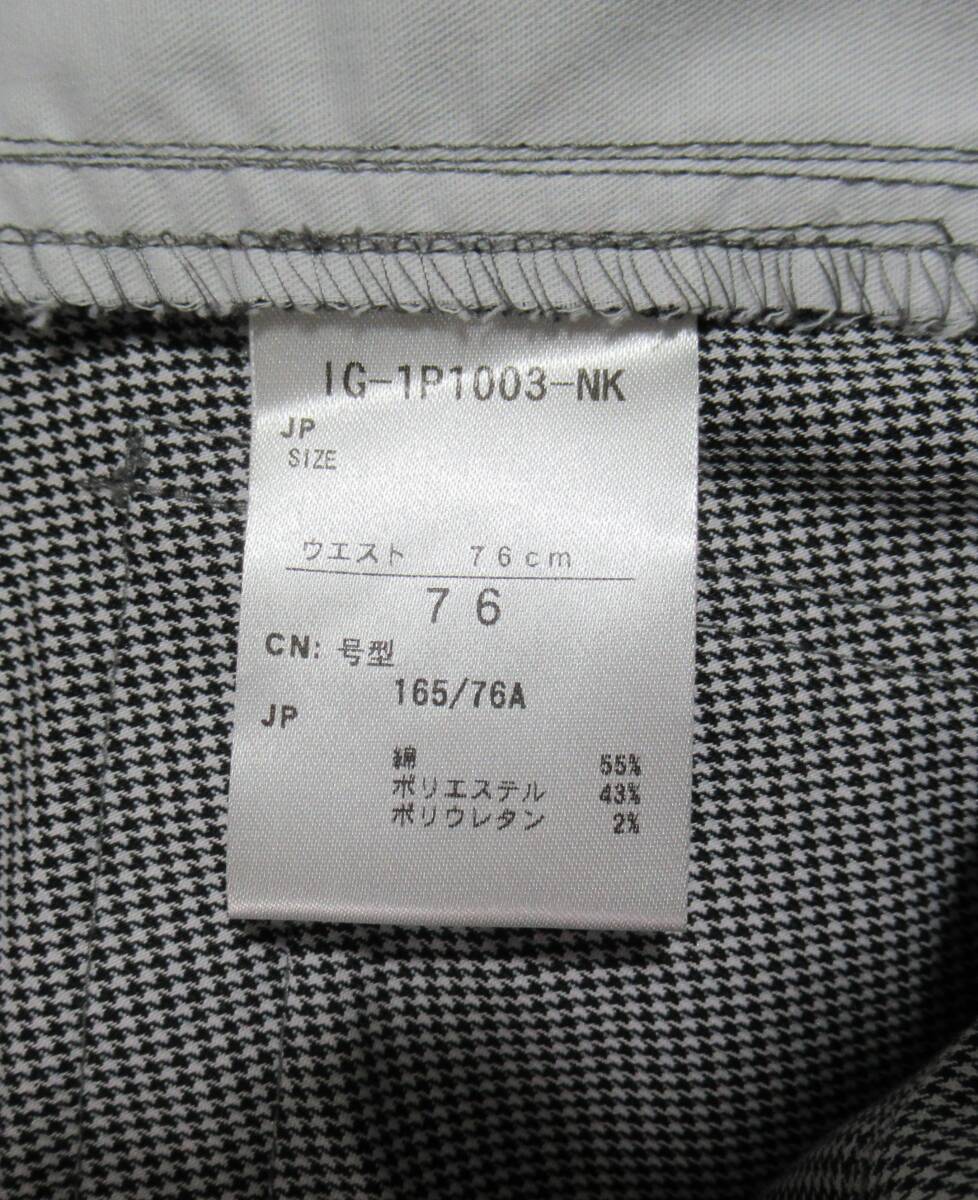 IG-1P1003-NK
JP
SIZE
ウエスト 76cm
76
CN: 号型
165/76A
JP
綿 55%
ポリエステル 43%
ポリウレタン 2%